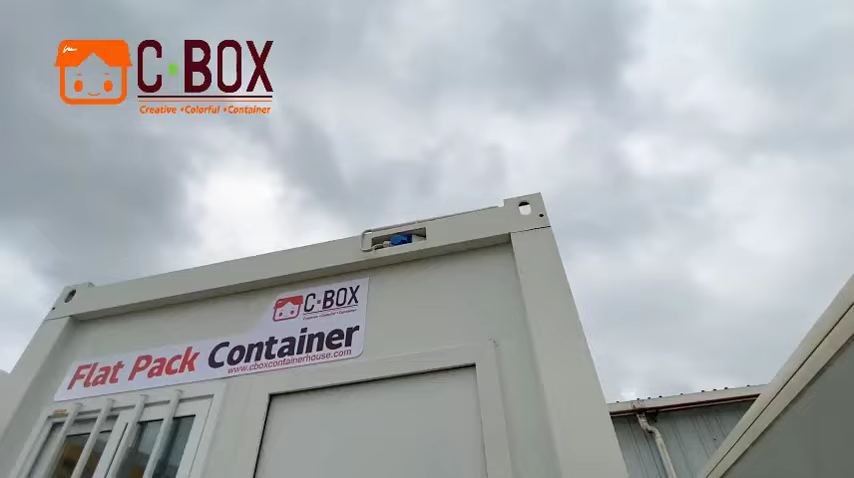 C·BOX
Creative •Colorful •Container
C·BOX
Flat Pack Container
www.cboxcontainerhouse.com